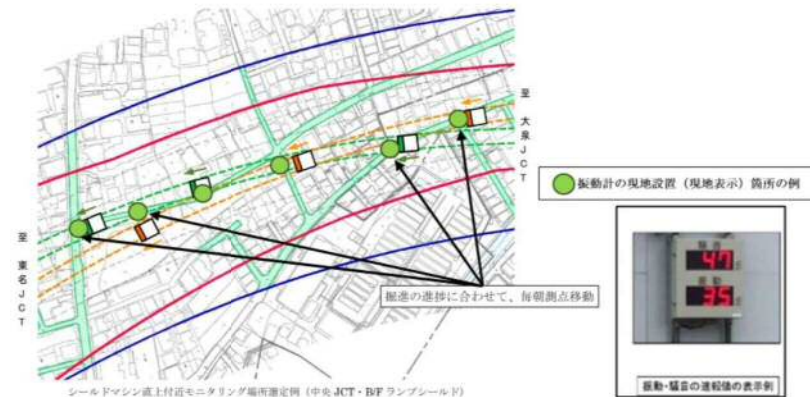 至
大
泉
J
C
T
振動計の現地設置（現地表示）箇所の例
至
東
名
J
C
T
掘進の進捗に合わせて、毎朝測点移動
騒音
47
振動
35
振動・騒音の速報値の表示例
シールドマシン直上付近モニタリング場所選定例（中央 JCT・B/F ランプシールド）